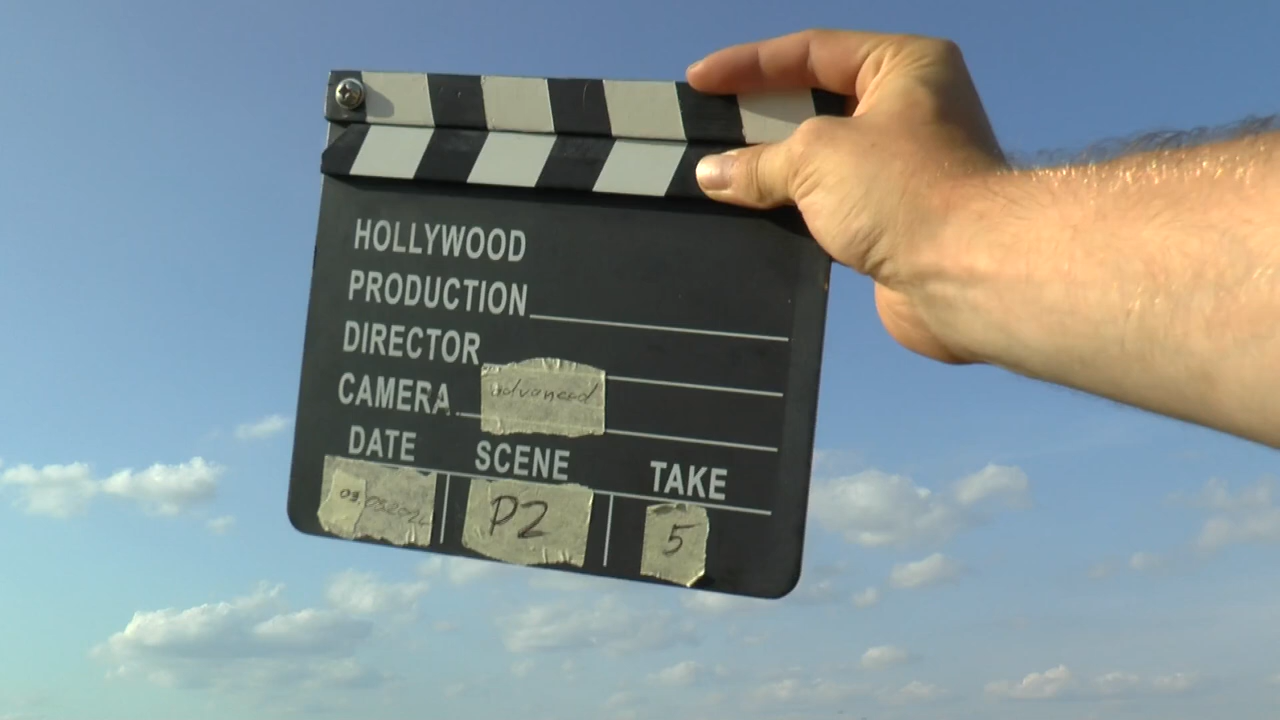 HOLLYWOOD
PRODUCTION
DIRECTOR
CAMERA
advanced
DATE SCENE TAKE
P2 5